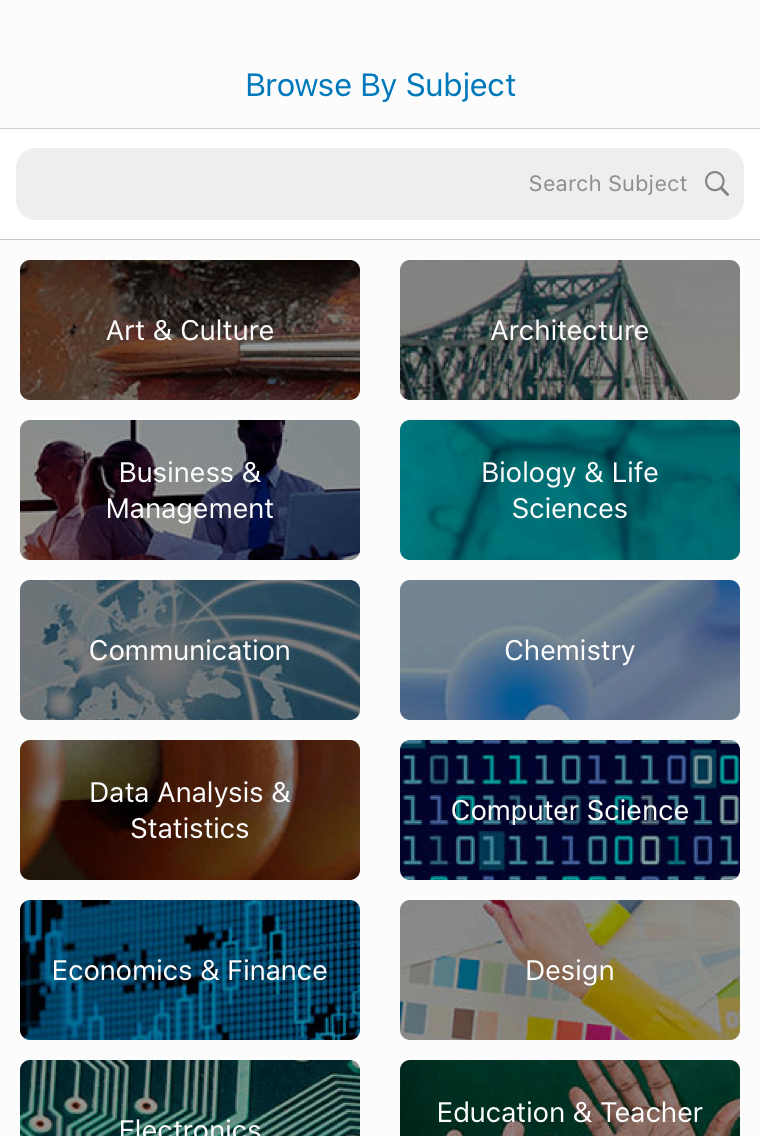 Browse By Subject
Search Subject
Art & Culture
Architecture
Business &
Management
Biology & Life
Sciences
Communication
Chemistry
Data Analysis &
Statistics
Computer Science
Economics & Finance
Design
Electronics
Education & Teacher